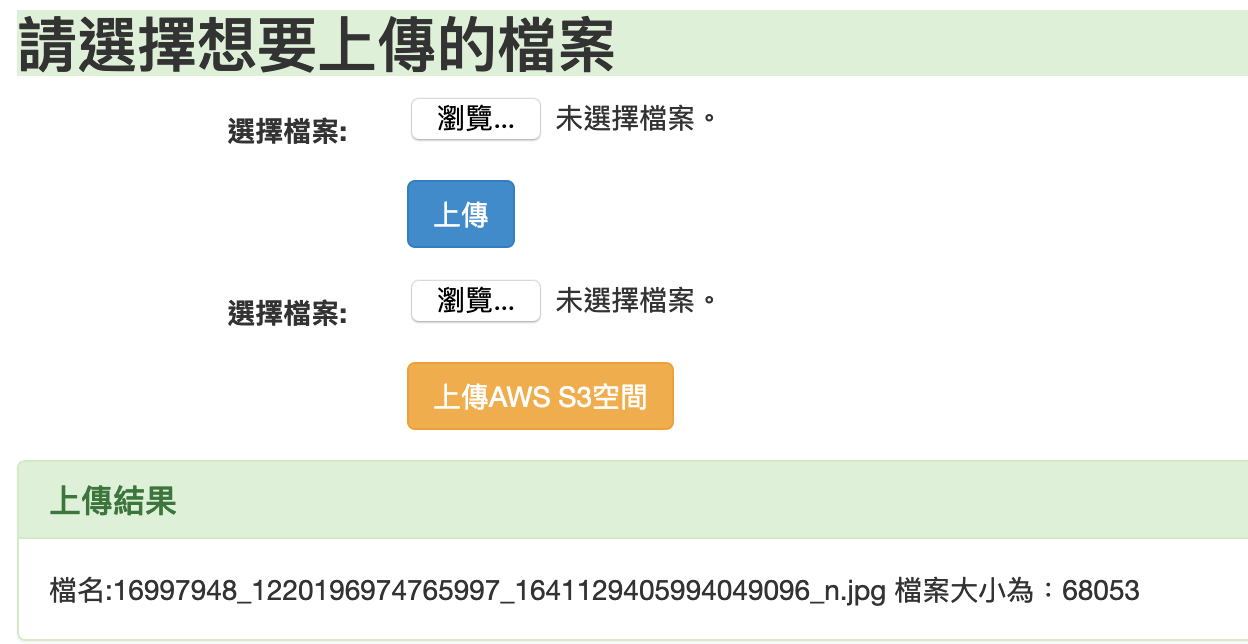 請選擇想要上傳的檔案
選擇檔案: 瀏覽... 未選擇檔案。
上傳
選擇檔案: 瀏覽... 未選擇檔案。
上傳AWS S3空間
上傳結果
檔名:16997948_1220196974765997_1641129405994049096_n.jpg 檔案大小為：68053